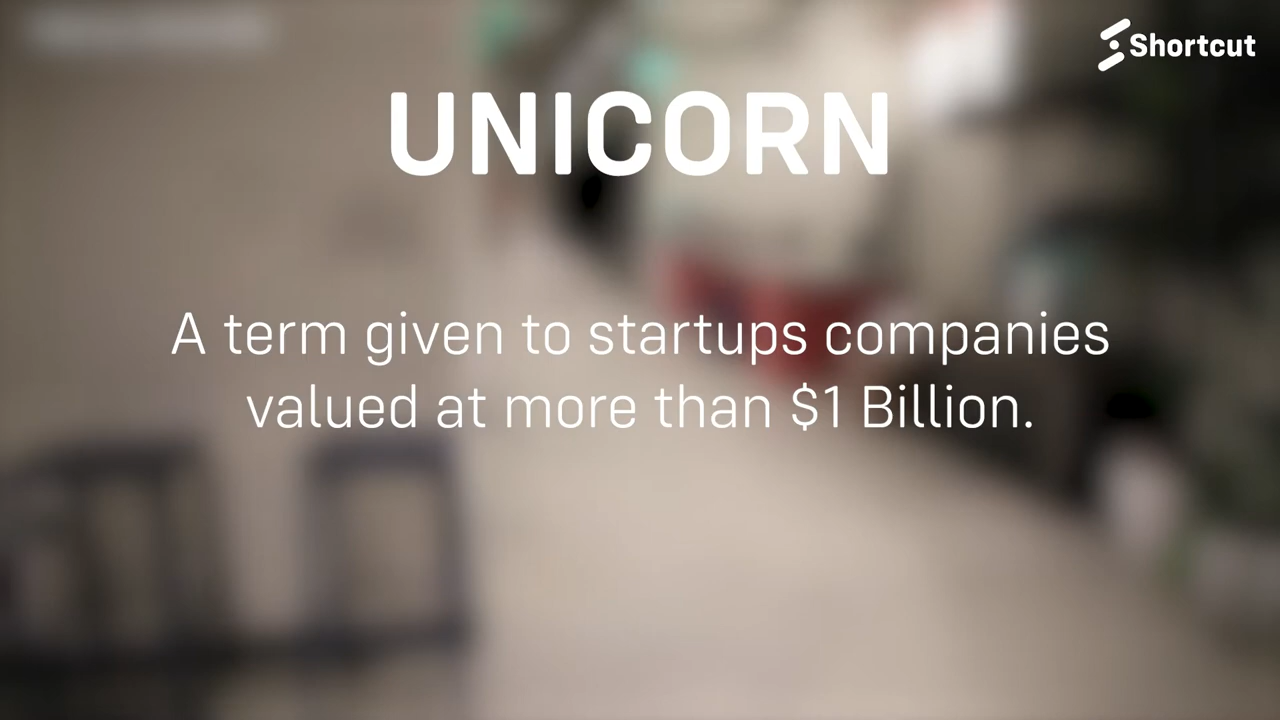 Shortcut
UNICORN
A term given to startups companies
valued at more than $1 Billion.